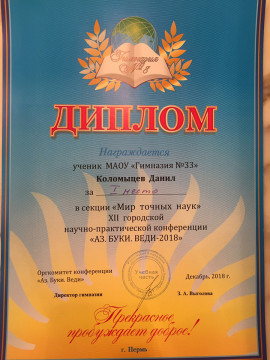 Гимназия
№33
ДИПЛОМ
Награждается
ученик МАОУ «Гимназия №33»
Коломыцев Данил
за I место
в секции «Мир точных наук»
XII городской
научно-практической конференции
«АЗ. БУКИ. ВЕДИ-2018»
Оргкомитет конференции
«Аз. Буки. Веди»
Учебная
часть
Декабрь, 2018 г.
Директор гимназии
З. А.
Прекрасное
пробуждает доброе!
г. Пермь